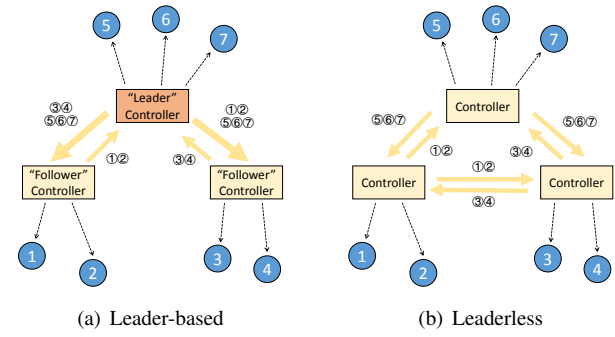 5
6
7
"Leader"
Controller
③④
⑤⑥⑦
①②
⑤⑥⑦
①②
③④
"Follower"
Controller
"Follower"
Controller
1
2
3
4
(a) Leader-based
5
6
7
Controller
⑤⑥⑦
⑤⑥⑦
①②
③④
Controller
①②
③④
Controller
1
2
3
4
(b) Leaderless